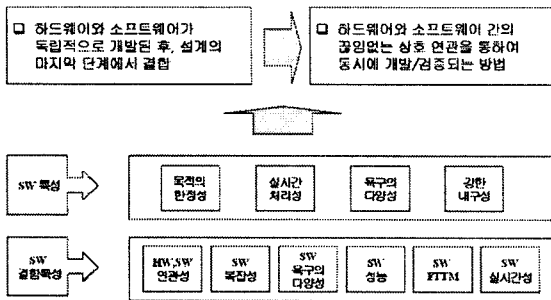 ❑ 하드웨이와 소프트웨어가
독립적으로 개발된 후, 설계의
마지막 단계에서 결합
❑ 하드웨어와 소프트웨어 간의
끊임없는 상호 연관을 통하여
동시에 개발/검증되는 방법
SW 특성
목적의
한정성
실시간
처리성
욕구의
다양성
강한
내구성
SW
결합특성
HW,SW
연관성
SW
복잡성
SW
욕구의
다양성
SW
성능
SW
FTTM
SW
실시간성